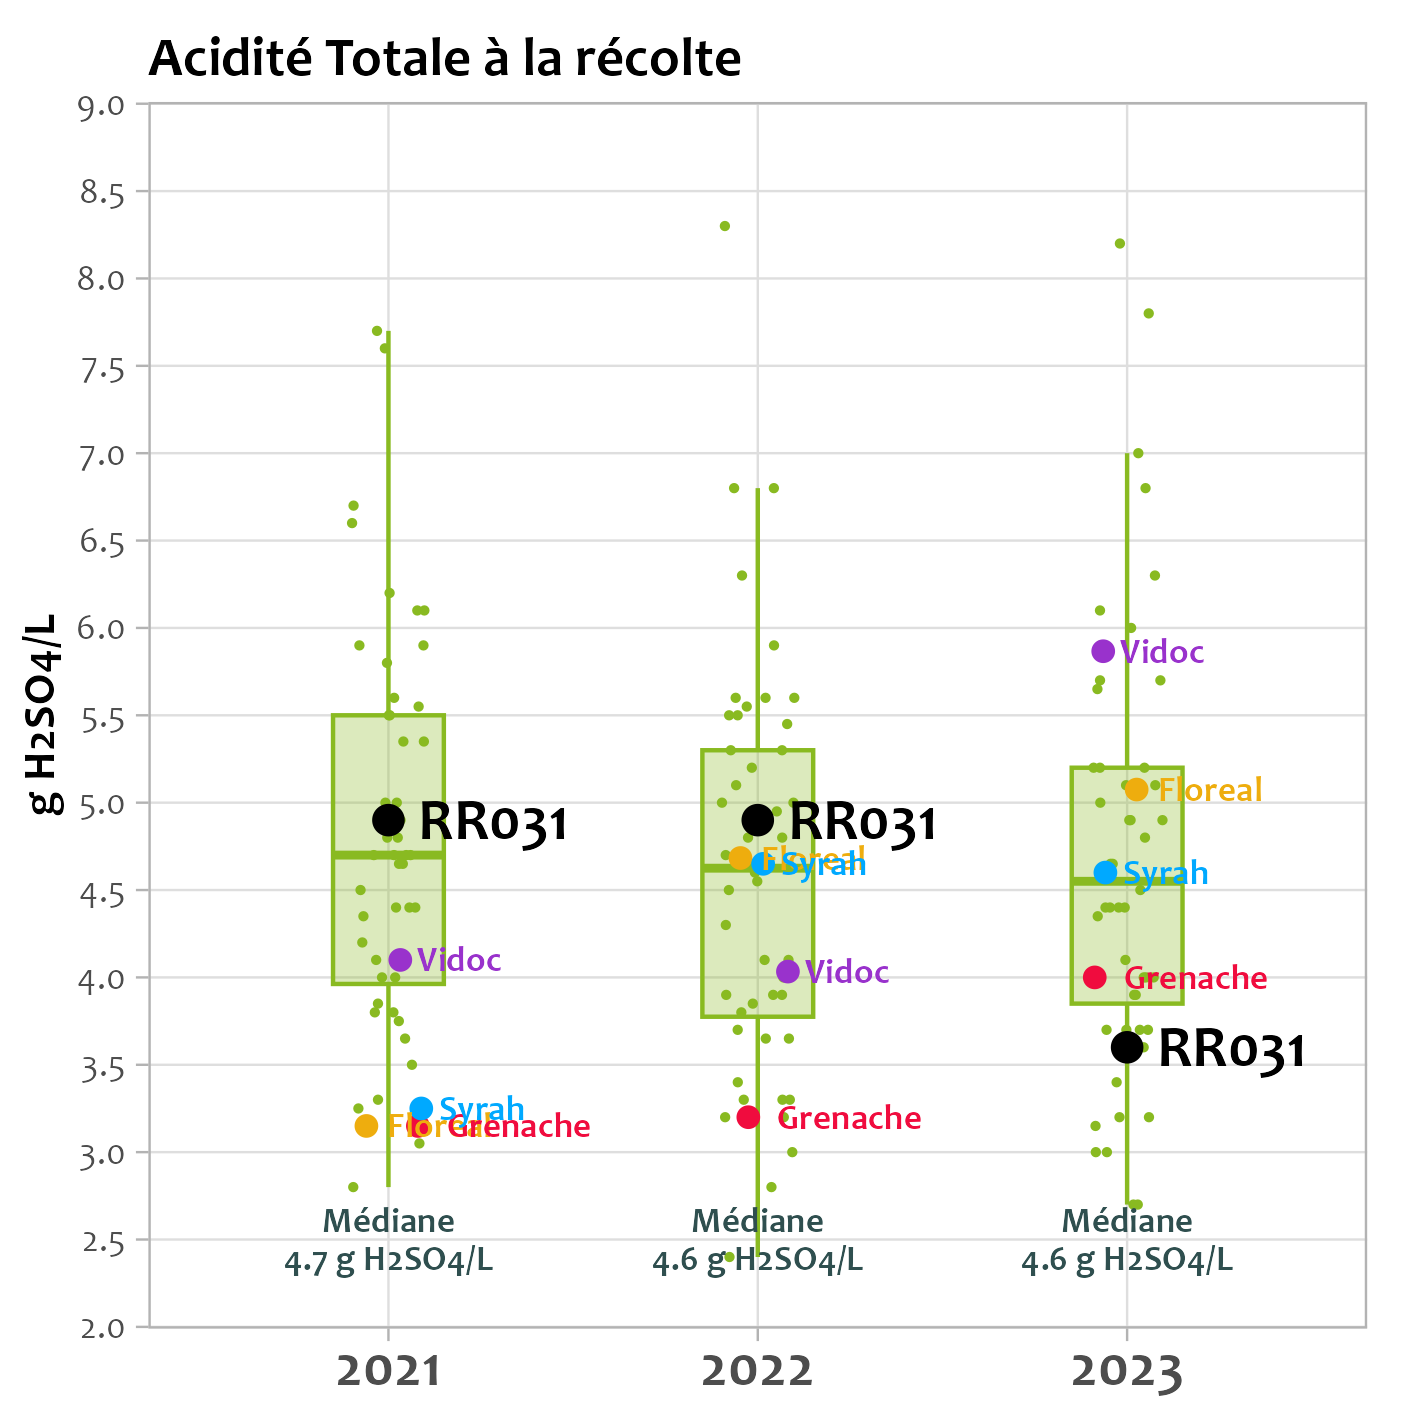 Acidité Totale à la récolte
g H2SO4/L
9.0
8.5
8.0
7.5
7.0
6.5
6.0
5.5
5.0
4.5
4.0
3.5
3.0
2.5
2.0
RR031
Vidoc
Syrah
Floreal
Grenache
Médiane
4.7 g H2SO4/L
RR031
Floreal
Syrah
Vidoc
Grenache
Médiane
4.6 g H2SO4/L
Vidoc
Floreal
Syrah
Grenache
RR031
Médiane
4.6 g H2SO4/L
2021
2022
2023